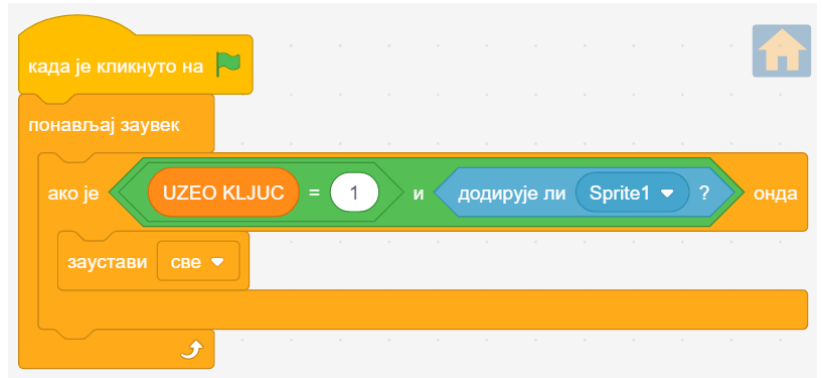 када је кликнуто на
понављај заувек
ако је UZEO KLJUC = 1 и додирује ли Sprite1 ? онда
заустави све